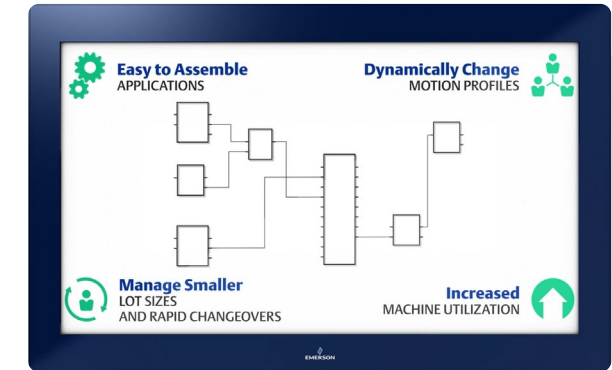 Easy to Assemble
APPLICATIONS
Dynamically Change
MOTION PROFILES
Manage Smaller
LOT SIZES
AND RAPID CHANGEOVERS
Increased
MACHINE UTILIZATION
EMERSON